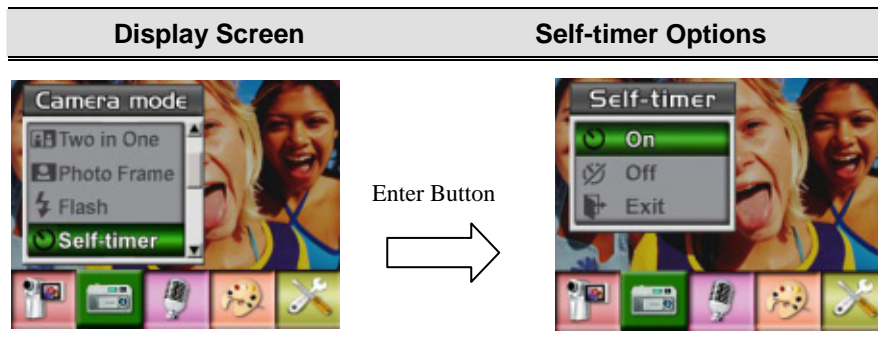 Display Screen
Self-timer Options
Camera mode
Two in One
Photo Frame
Flash
Self-timer
Enter Button
Self-timer
On
Off
Exit